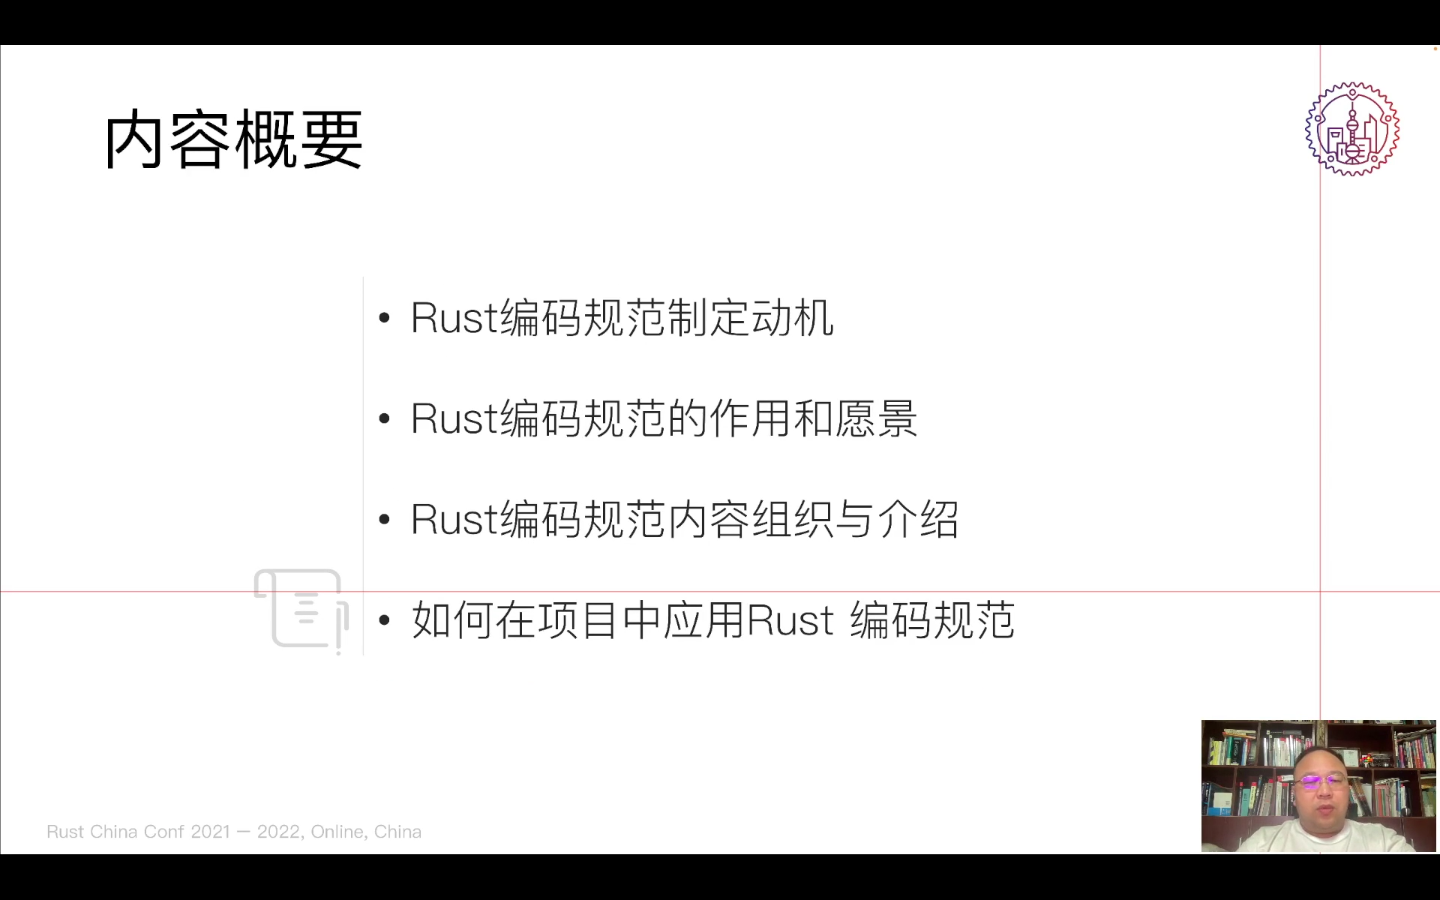 内容概要
Rust编码规范制定动机
Rust编码规范的作用和愿景
Rust编码规范内容组织与介绍
如何在项目中应用Rust 编码规范
Rust China Conf 2021 – 2022, Online, China